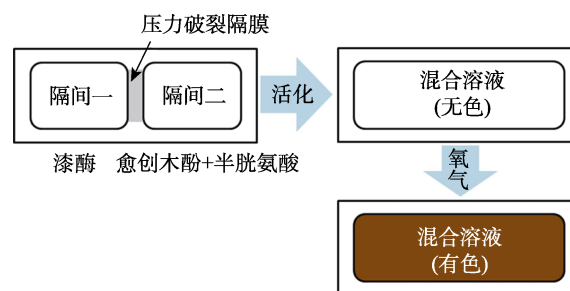 压力破裂隔膜
隔间一
隔间二
活化
混合溶液
(无色)
漆酶
愈创木酚+半胱氨酸
氧气
混合溶液
(有色)